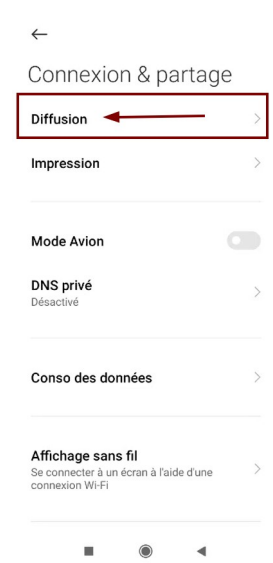 Connexion & partage
Diffusion
Impression
Mode Avion
DNS privé
Désactivé
Conso des données
Affichage sans fil
Se connecter à un écran à l'aide d'une
connexion Wi-Fi